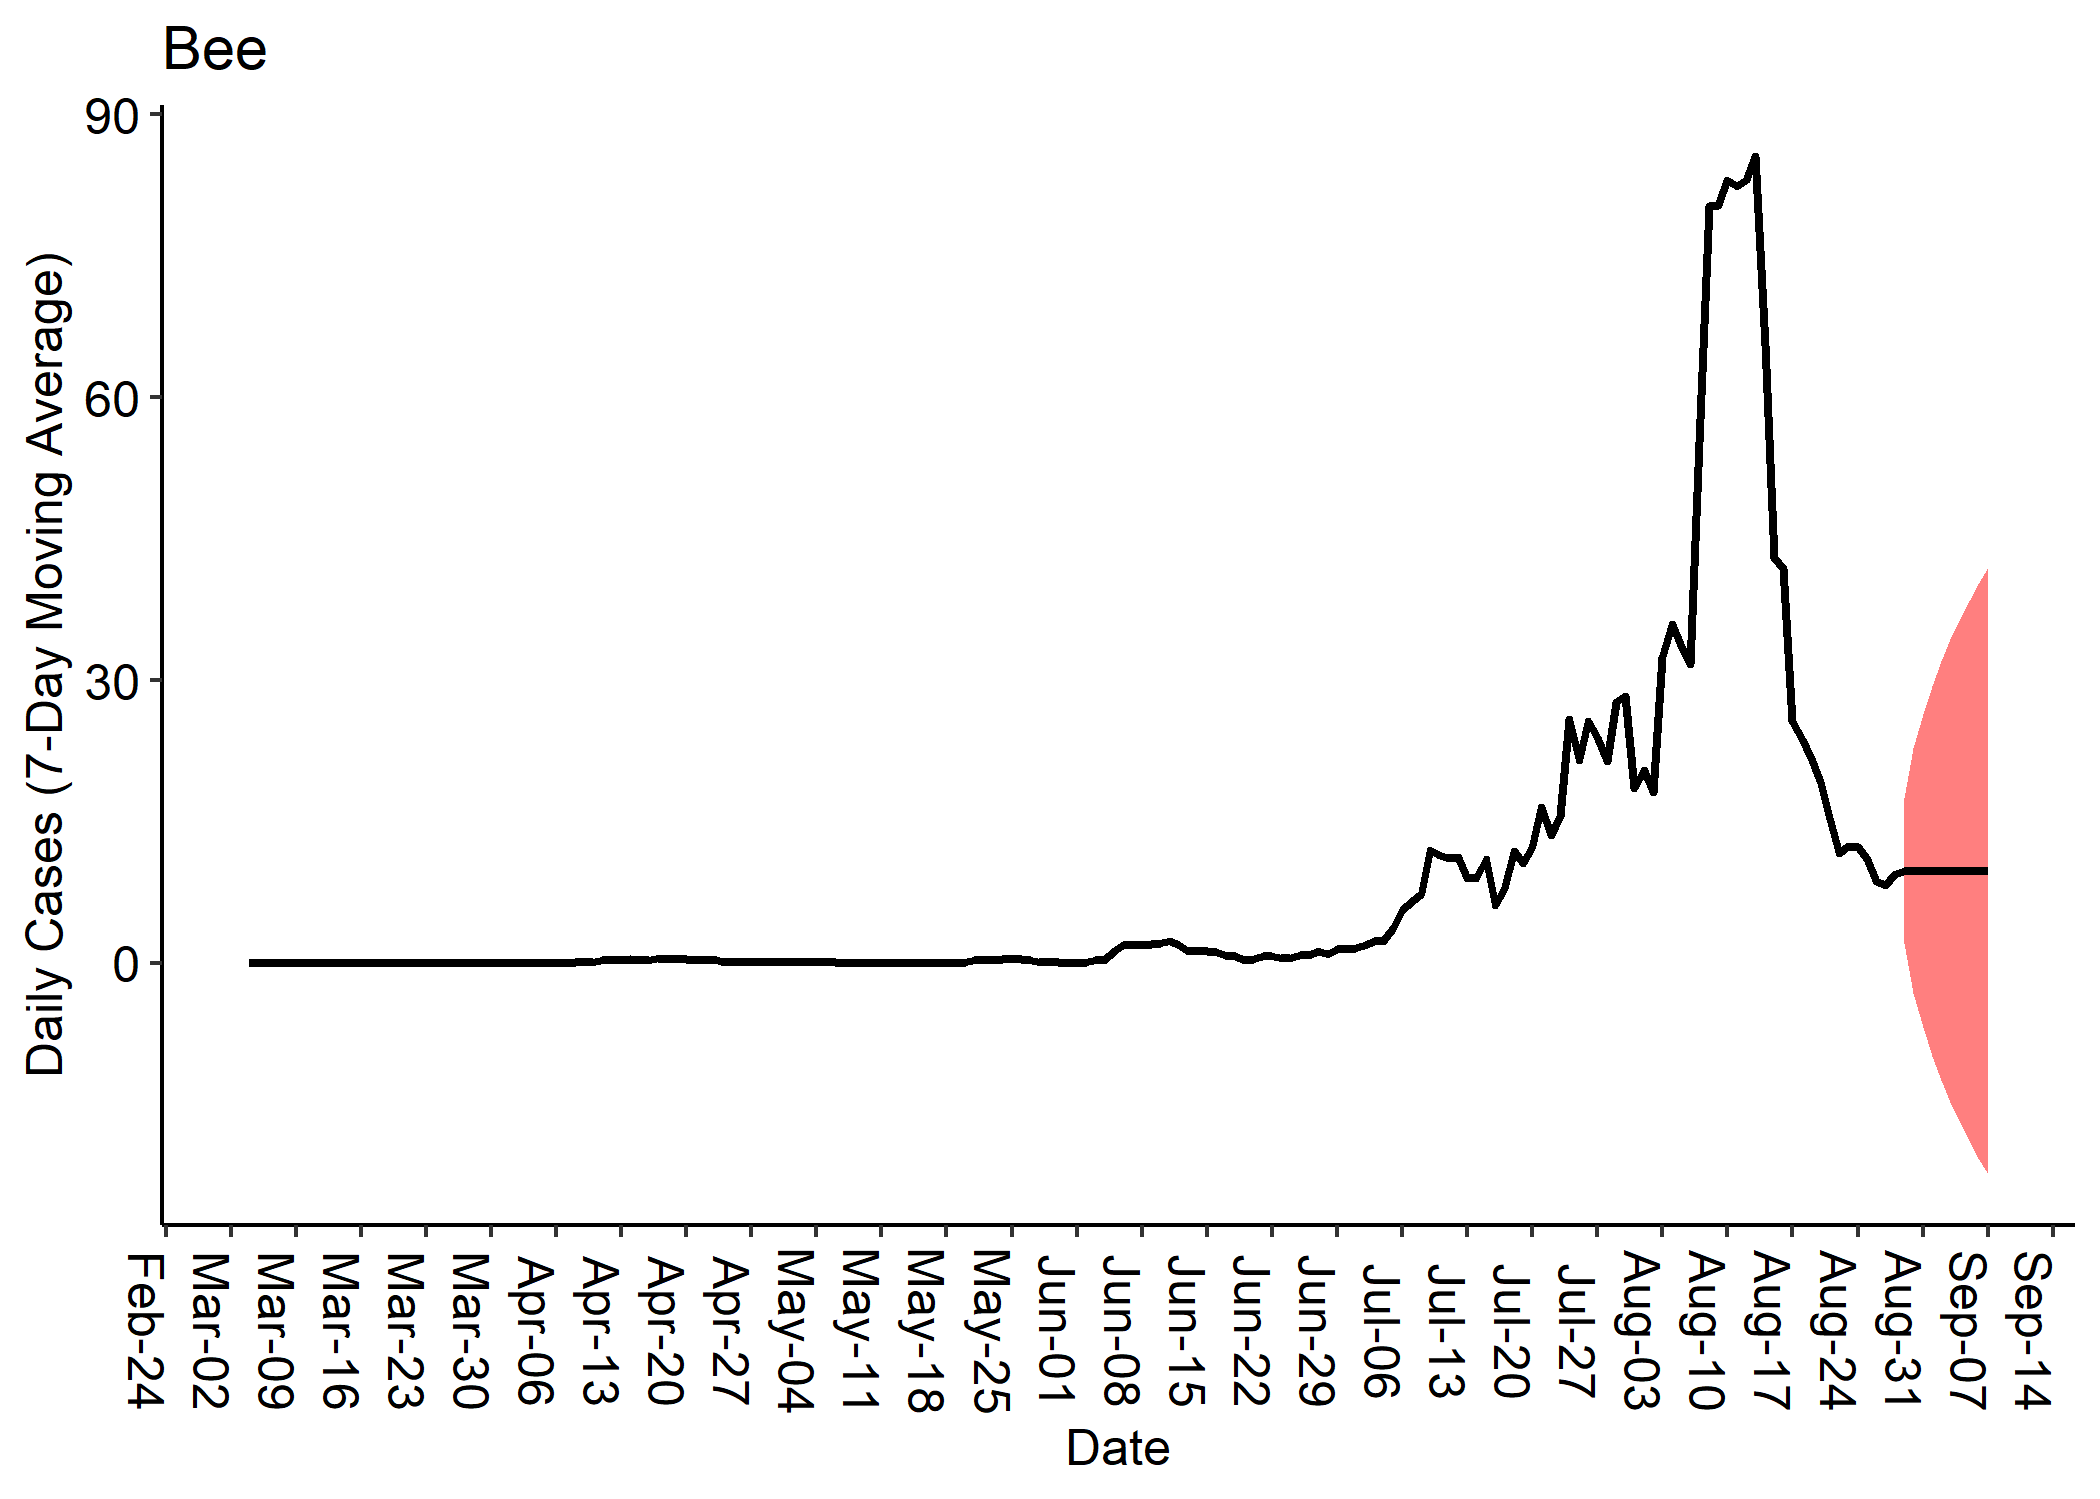 Bee
Daily Cases (7-Day Moving Average)
90
60
30
0
Feb-24
Mar-02
Mar-09
Mar-16
Mar-23
Mar-30
Apr-06
Apr-13
Apr-20
Apr-27
May-04
May-11
May-18
May-25
Jun-01
Jun-08
Jun-15
Jun-22
Jun-29
Jul-06
Jul-13
Jul-20
Jul-27
Aug-03
Aug-10
Aug-17
Aug-24
Aug-31
Sep-07
Sep-14
Date